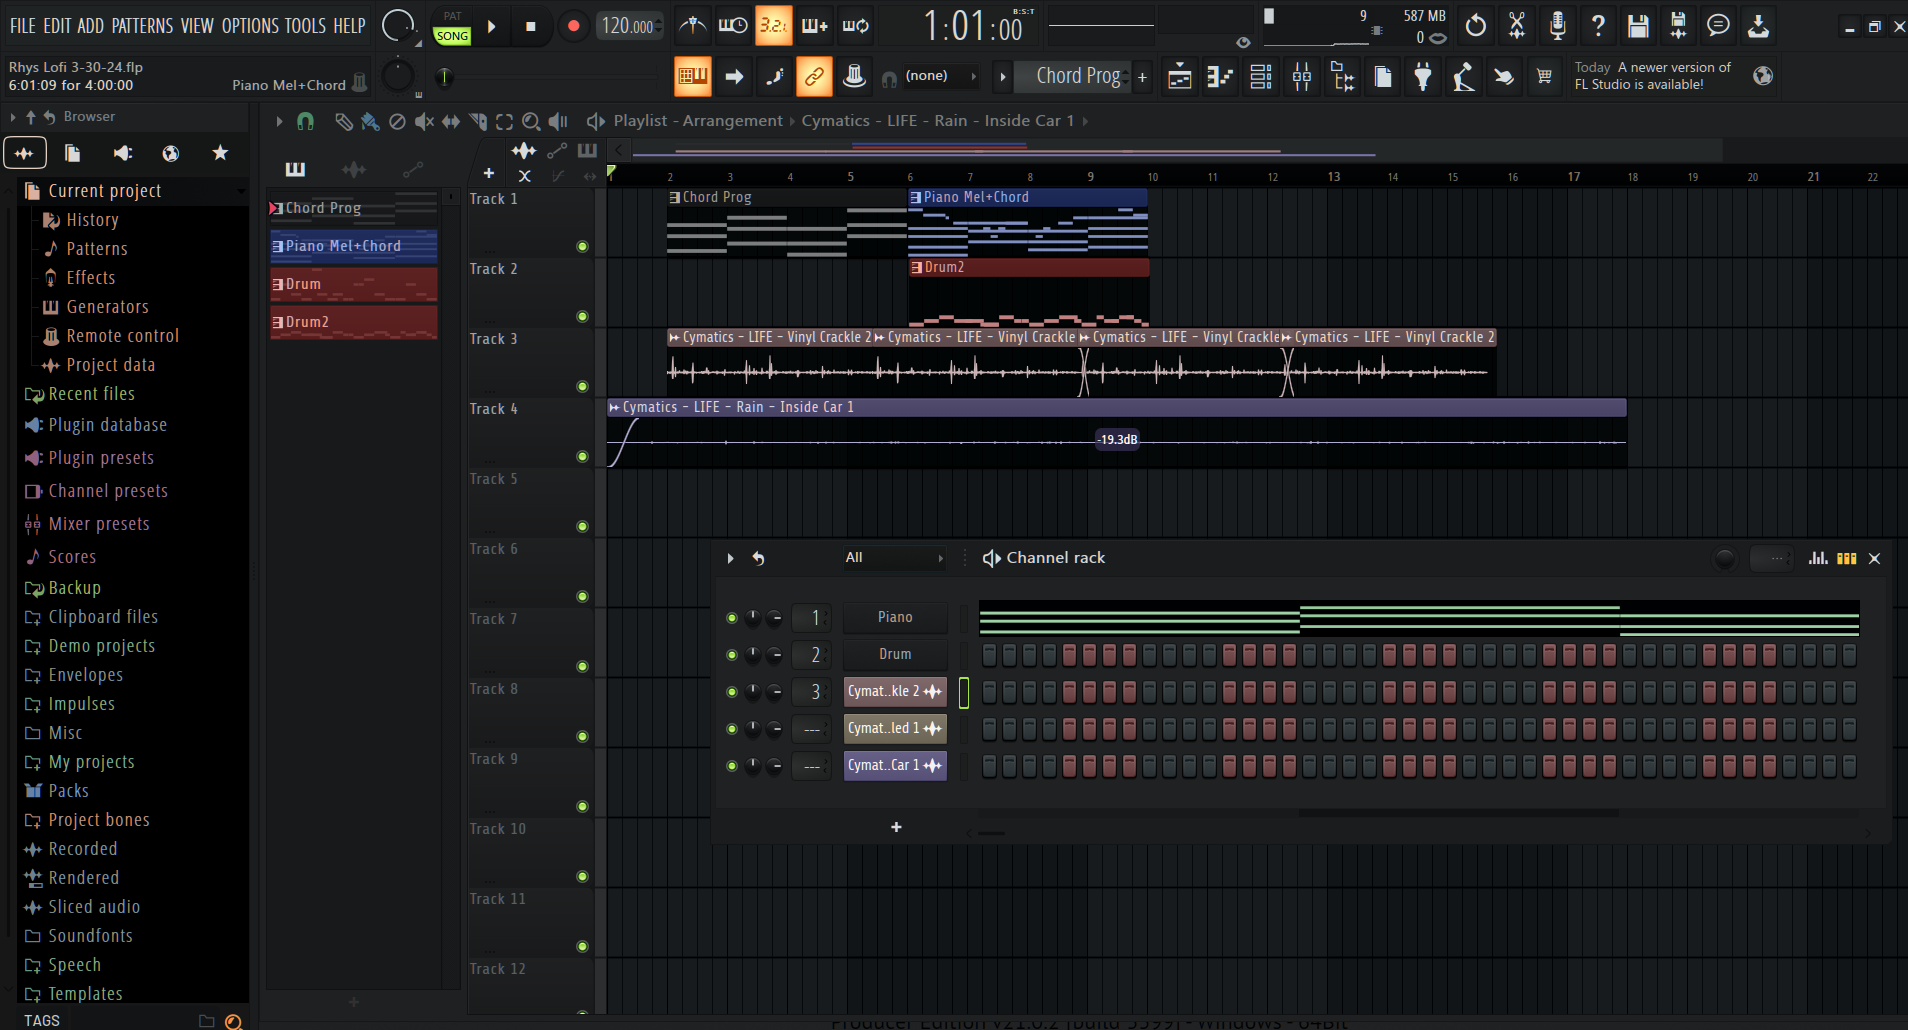 FILE EDIT ADD PATTERNS VIEW OPTIONS TOOLS HELP
PAT
SONG
120.000
3.2.
1:01:00
B:S:T
9
587 MB
0
Rhys Lofi 3-30-24.flp
6:01:09 for 4:00:00
Piano Mel+Chord
(none)
Chord Prog
Today A newer version of
FL Studio is available!
Browser
Playlist - Arrangement › Cymatics - LIFE - Rain - Inside Car 1
Current project
History
Patterns
Effects
Generators
Remote control
Project data
Recent files
Plugin database
Plugin presets
Channel presets
Mixer presets
Scores
Backup
Clipboard files
Demo projects
Envelopes
Impulses
Misc
My projects
Packs
Project bones
Recorded
Rendered
Sliced audio
Soundfonts
Speech
Templates
TAGS
Chord Prog
Piano Mel+Chord
Drum
Drum2
2 3 4 5 6 7 8 9 10 11 12 13 14 15 16 17 18 19 20 21 22
Track 1
Chord Prog
Piano Mel+Chord
Track 2
Drum2
Track 3
Cymatics - LIFE - Vinyl Crackle 2
Cymatics - LIFE - Vinyl Crackle
Cymatics - LIFE - Vinyl Crackle
Cymatics - LIFE - Vinyl Crackle 2
Track 4
Cymatics - LIFE - Rain - Inside Car 1
-19.3dB
Track 5
Track 6
Track 7
Track 8
Track 9
Track 10
Track 11
Track 12
All
Channel rack
1 Piano
2 Drum
3 Cymat..kle 2
--- Cymat..led 1
--- Cymat..Car 1